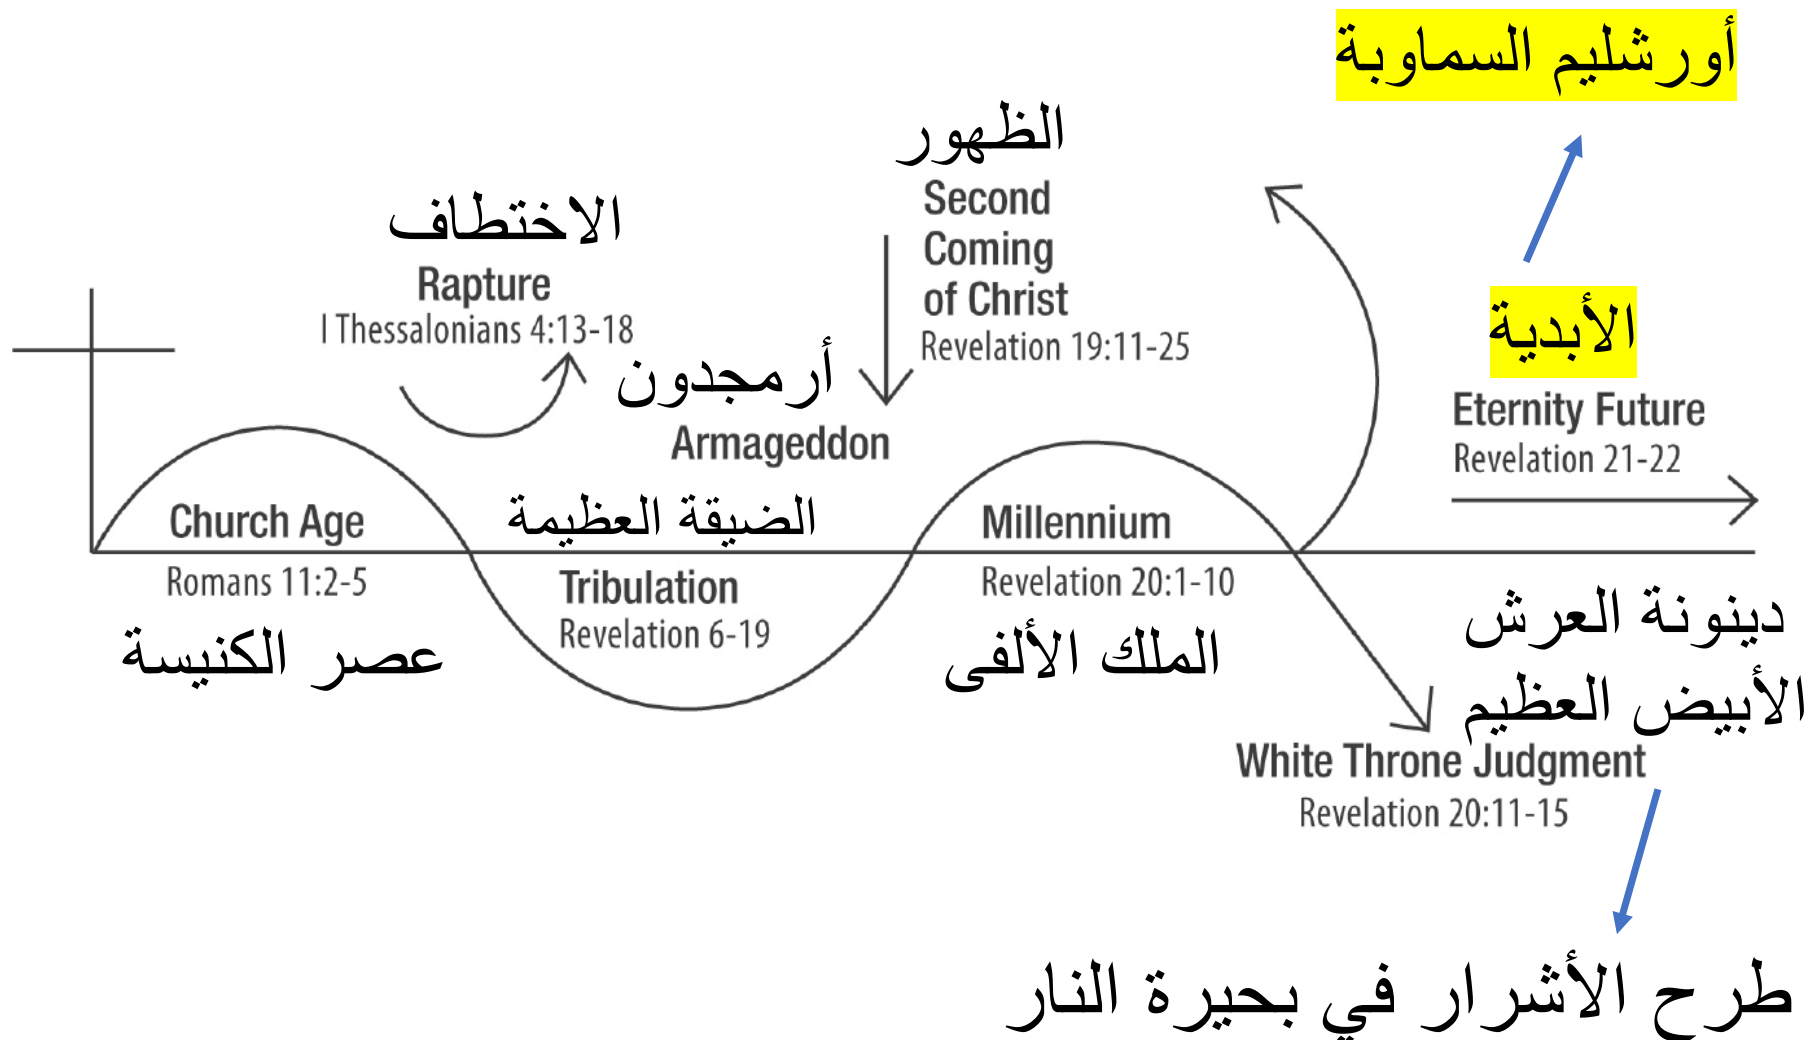 أورشليم السماوبة
الظهور
Second
Coming
of Christ
Revelation 19:11-25
الاختطاف
Rapture
I Thessalonians 4:13-18
أرمجدون
Armageddon
الأبدية
Eternity Future
Revelation 21-22
Church Age
Romans 11:2-5
عصر الكنيسة
الضيقة العظيمة
Tribulation
Revelation 6-19
Millennium
Revelation 20:1-10
الملك الألفى
دينونة العرش
الأبيض العظيم
White Throne Judgment
Revelation 20:11-15
طرح الأشرار في بحيرة النار